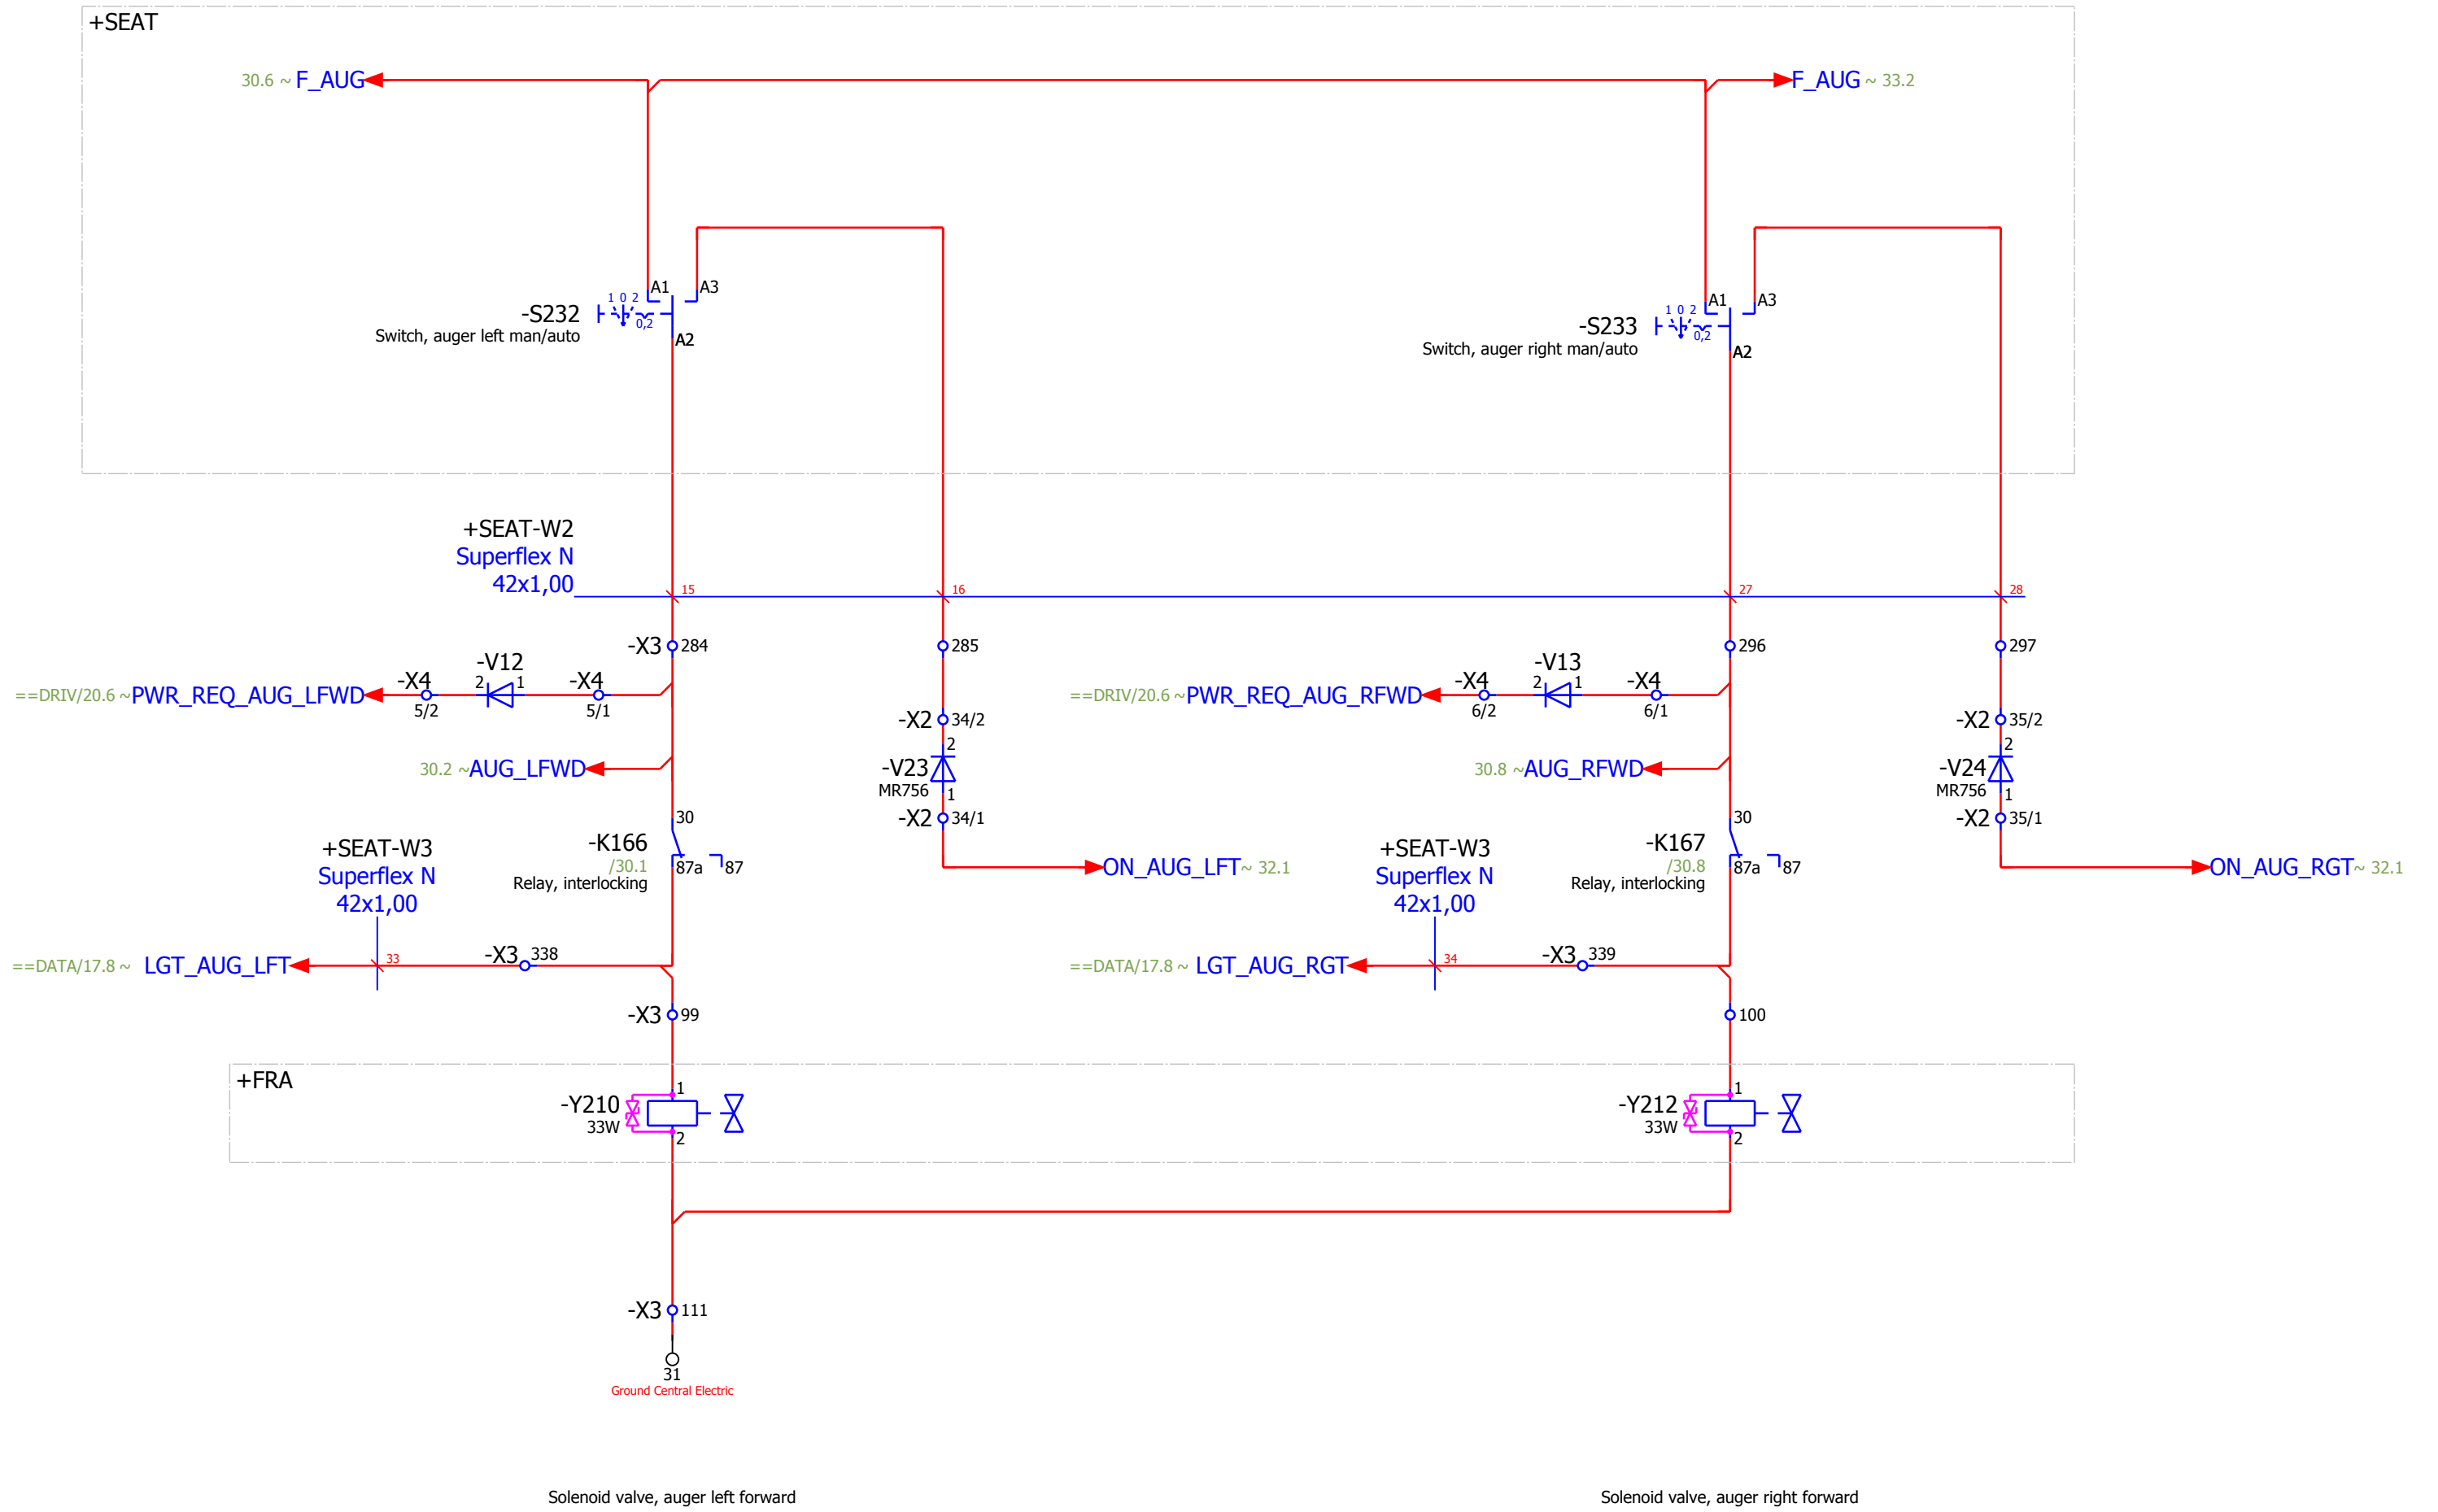 +SEAT
30.6 ~ F_AUG
F_AUG ~ 33.2
1 0 2
A1
A3
-S232
0,2
Switch, auger left man/auto
A2
1 0 2
A1
A3
-S233
0,2
Switch, auger right man/auto
A2
+SEAT-W2
Superflex N
42x1,00
15
16
27
28
-X3
284
285
296
297
==DRIV/20.6 ~ PWR_REQ_AUG_LFWD
-X4
5/2
-V12
2
1
-X4
5/1
==DRIV/20.6 ~ PWR_REQ_AUG_RFWD
-X4
6/2
-V13
2
1
-X4
6/1
-X2
34/2
2
-V23
MR756
1
-X2
34/1
-X2
35/2
2
-V24
MR756
1
-X2
35/1
30.2 ~ AUG_LFWD
30.8 ~ AUG_RFWD
30
-K166
/30.1
Relay, interlocking
87a
87
ON_AUG_LFT ~ 32.1
30
-K167
/30.8
Relay, interlocking
87a
87
ON_AUG_RGT ~ 32.1
+SEAT-W3
Superflex N
42x1,00
+SEAT-W3
Superflex N
42x1,00
==DATA/17.8 ~ LGT_AUG_LFT
33
-X3
338
==DATA/17.8 ~ LGT_AUG_RGT
34
-X3
339
-X3
99
100
+FRA
-Y210
33W
1
2
-Y212
33W
1
2
-X3
111
31
Ground Central Electric
Solenoid valve, auger left forward
Solenoid valve, auger right forward